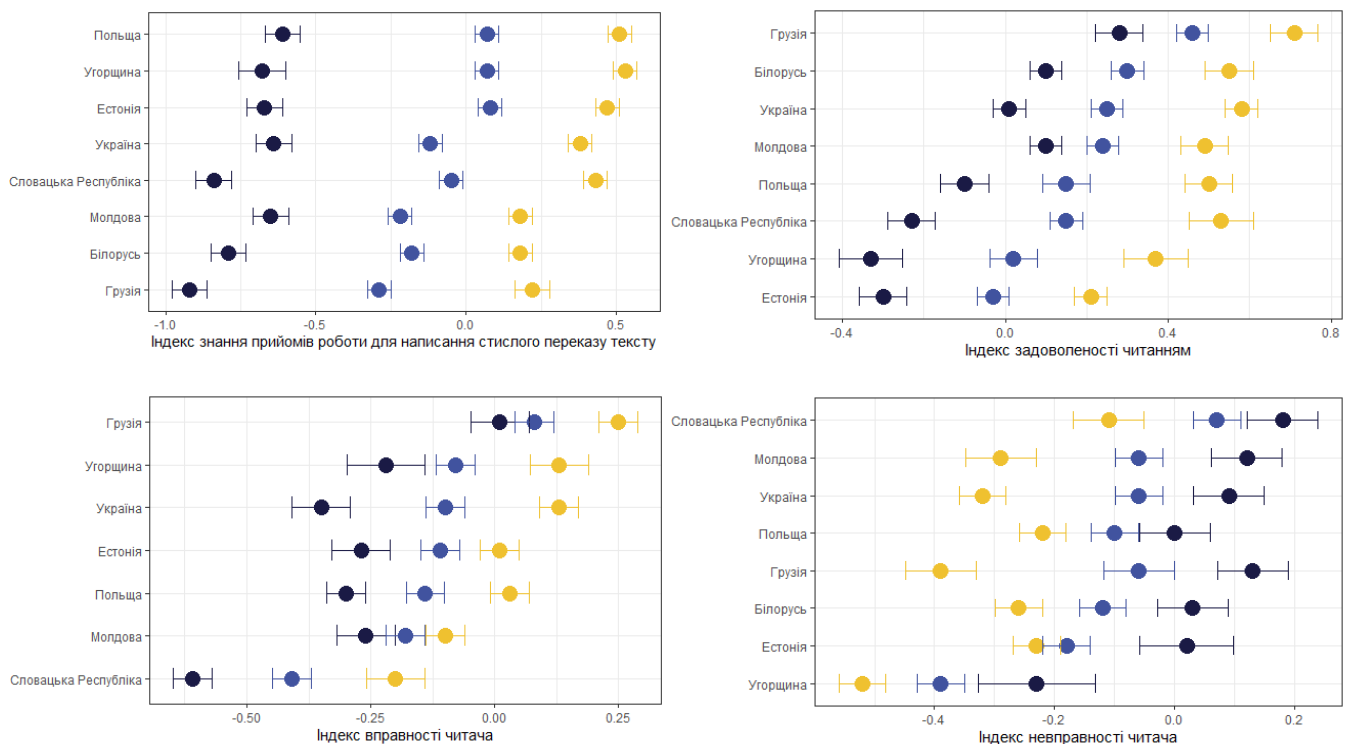 Польща
Угорщина
Естонія
Україна
Словацька Республіка
Молдова
Білорусь
Грузія
-1.0 -0.5 0.0 0.5
Індекс знання прийомів роботи для написання стислого переказу тексту
Грузія
Білорусь
Україна
Молдова
Польща
Словацька Республіка
Угорщина
Естонія
-0.4 0.0 0.4 0.8
Індекс задоволеності читанням
Грузія
Угорщина
Україна
Естонія
Польща
Молдова
Словацька Республіка
-0.50 -0.25 0.00 0.25
Індекс вправності читача
Словацька Республіка
Молдова
Україна
Польща
Грузія
Білорусь
Естонія
Угорщина
-0.4 -0.2 0.0 0.2
Індекс невправності читача